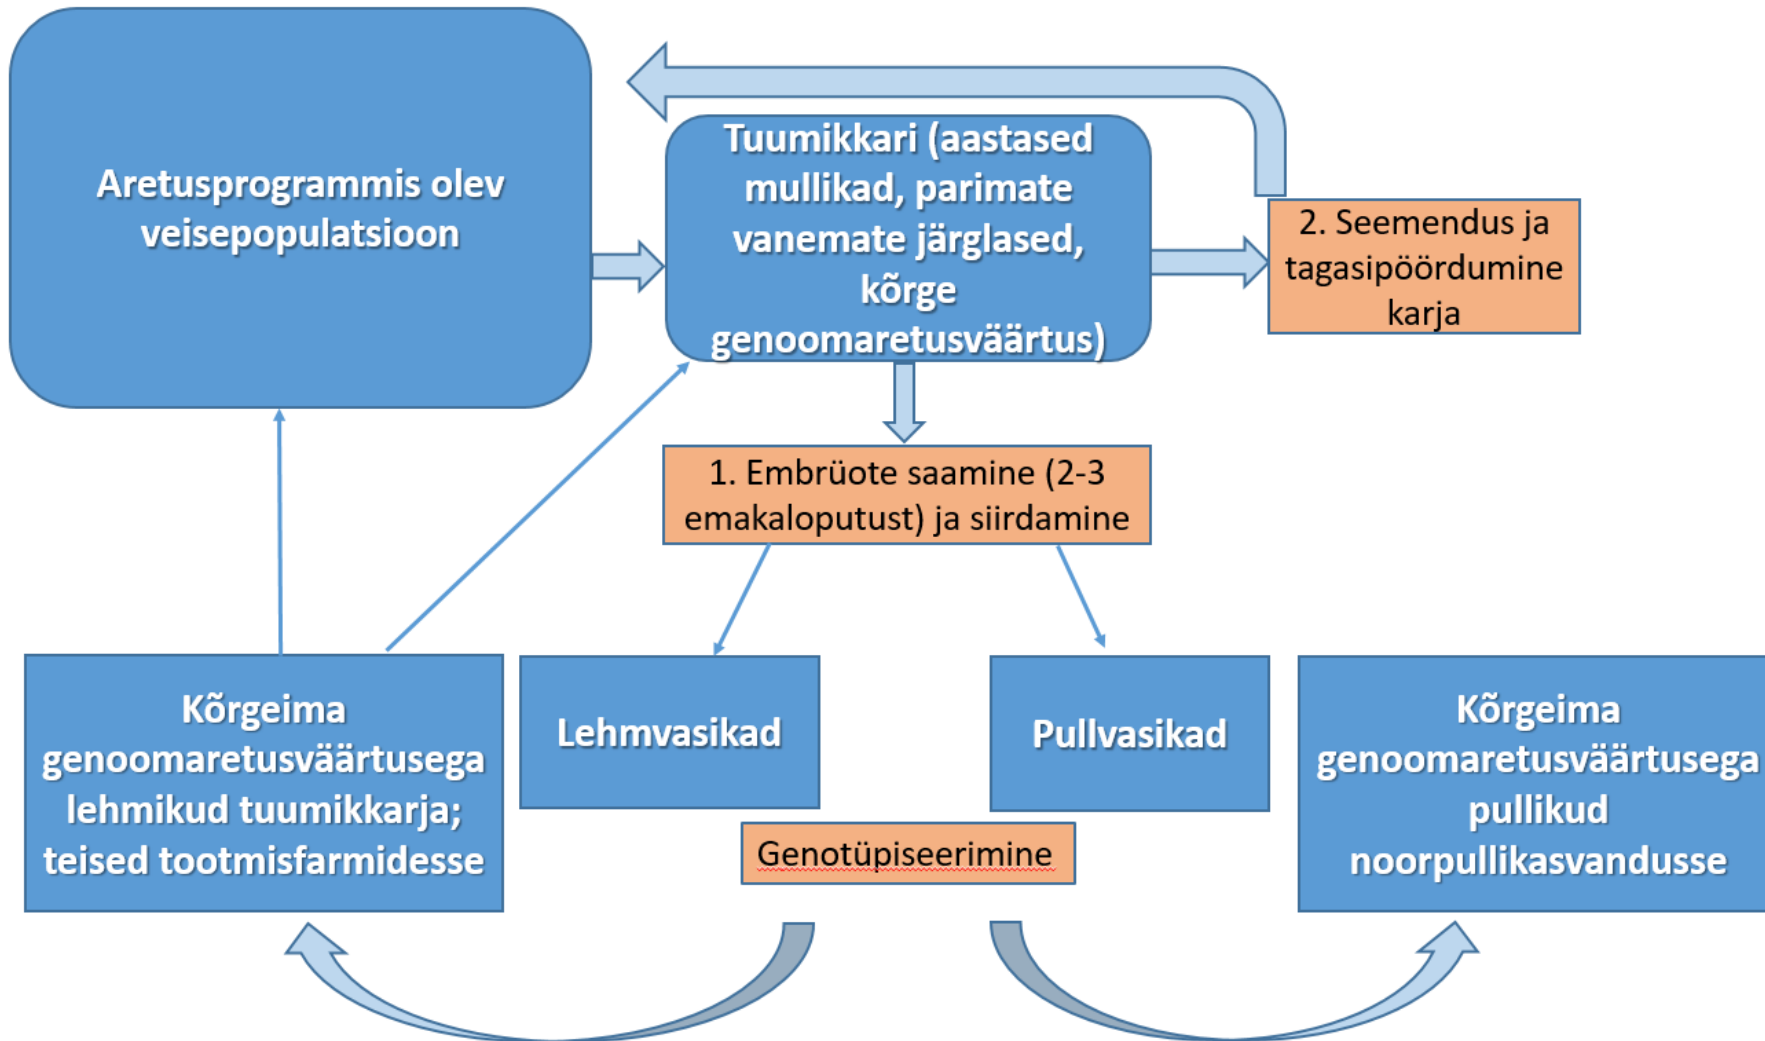 Aretusprogrammis olev
veisepopulatsioon
Tuumikkari (aastased
mullikad, parimate
vanemate järglased,
kõrge
genoomaretusväärtus)
2. Seemendus ja
tagasipöördumine
karja
1. Embrüote saamine (2-3
emakaloputust) ja siirdamine
Kõrgeima
genoomaretusväärtusega
lehmikud tuumikkarja;
teised tootmisfarmidesse
Lehmvasikad
Pullvasikad
Kõrgeima
genoomaretusväärtusega
pullikud
noorpullikasvandusse
Genotüpiseerimine